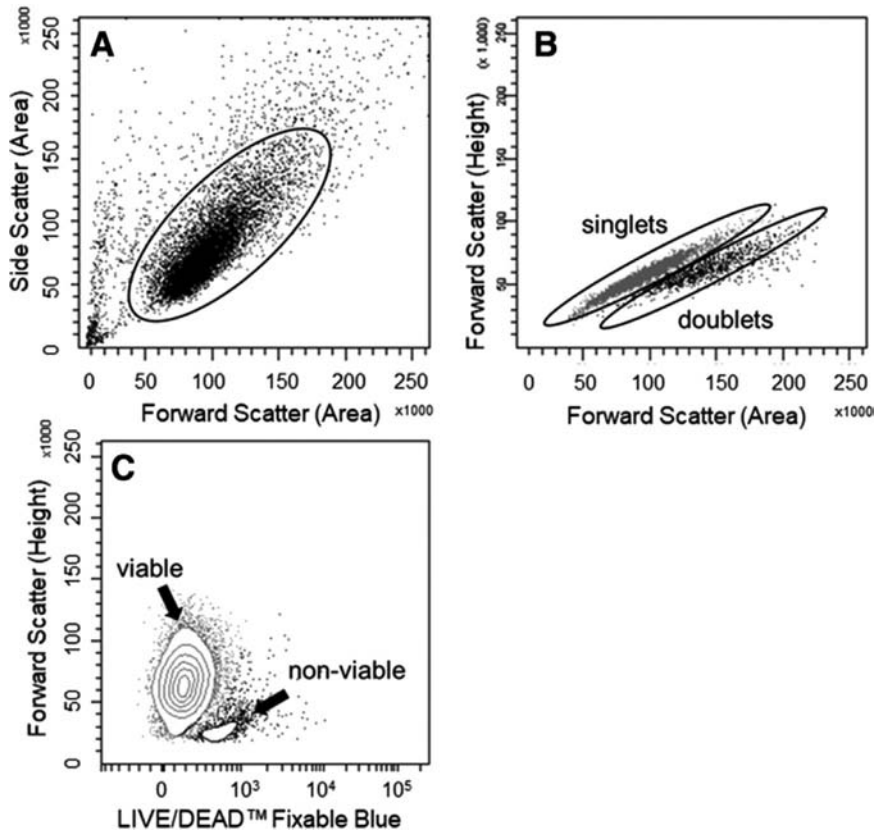 A
x1000
Side Scatter (Area)
250
200
150
100
50
0
0 50 100 150 200 250
Forward Scatter (Area) x1000
B
(x 1,000)
Forward Scatter (Height)
250
200
150
100
50
singlets
doublets
0 50 100 150 200 250
Forward Scatter (Area) x1000
C
x1000
Forward Scatter (Height)
250
200
150
100
50
0
viable
non-viable
0 10³ 10⁴ 10⁵
LIVE/DEAD™ Fixable Blue